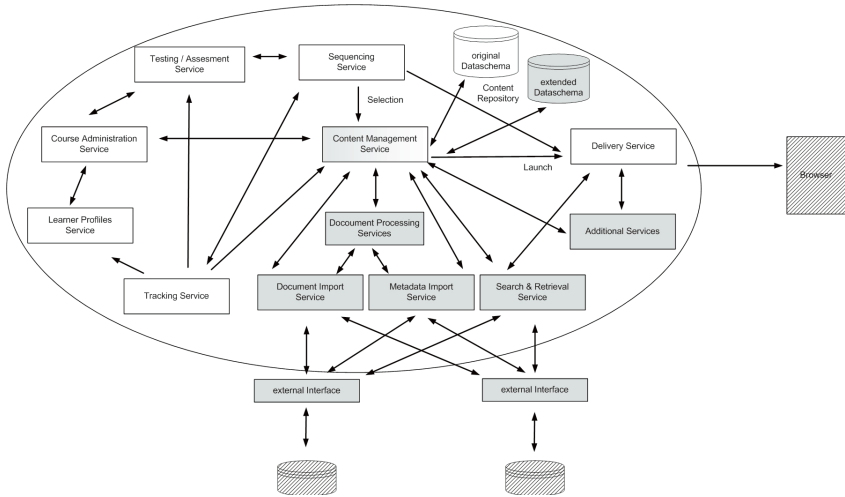 Testing / Assesment
Service
Sequencing
Service
original
Dataschema
extended
Dataschema
Content
Repository
Selection
Course Administration
Service
Content Management
Service
Delivery Service
Launch
Browser
Learner Profliles
Service
Doccument Processing
Services
Additional Services
Tracking Service
Document Import
Service
Metadata Import
Service
Search & Retrieval
Service
external Interface
external Interface